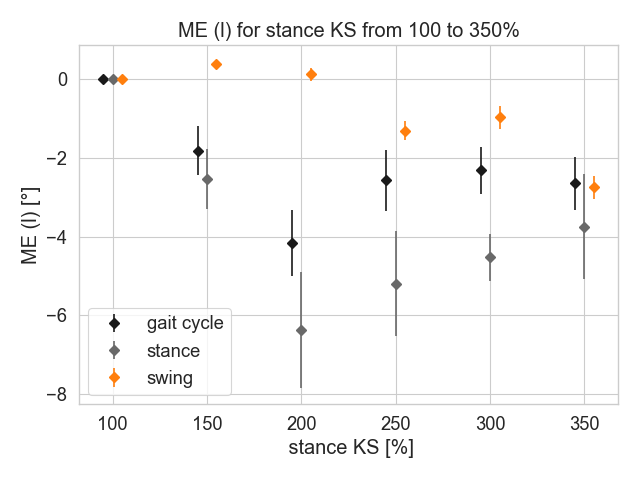 ME (l) for stance KS from 100 to 350%
ME (l) [°]
0
−2
−4
−6
−8
gait cycle
stance
swing
100 150 200 250 300 350
stance KS [%]